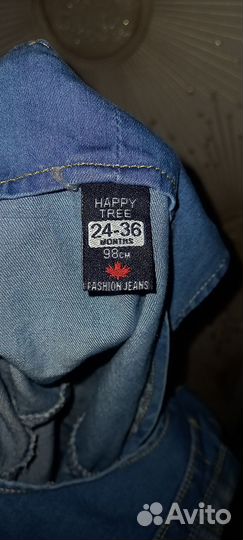 HAPPY
TREE
24-36
MONTHS
98CM
FASHION JEANS
Avito